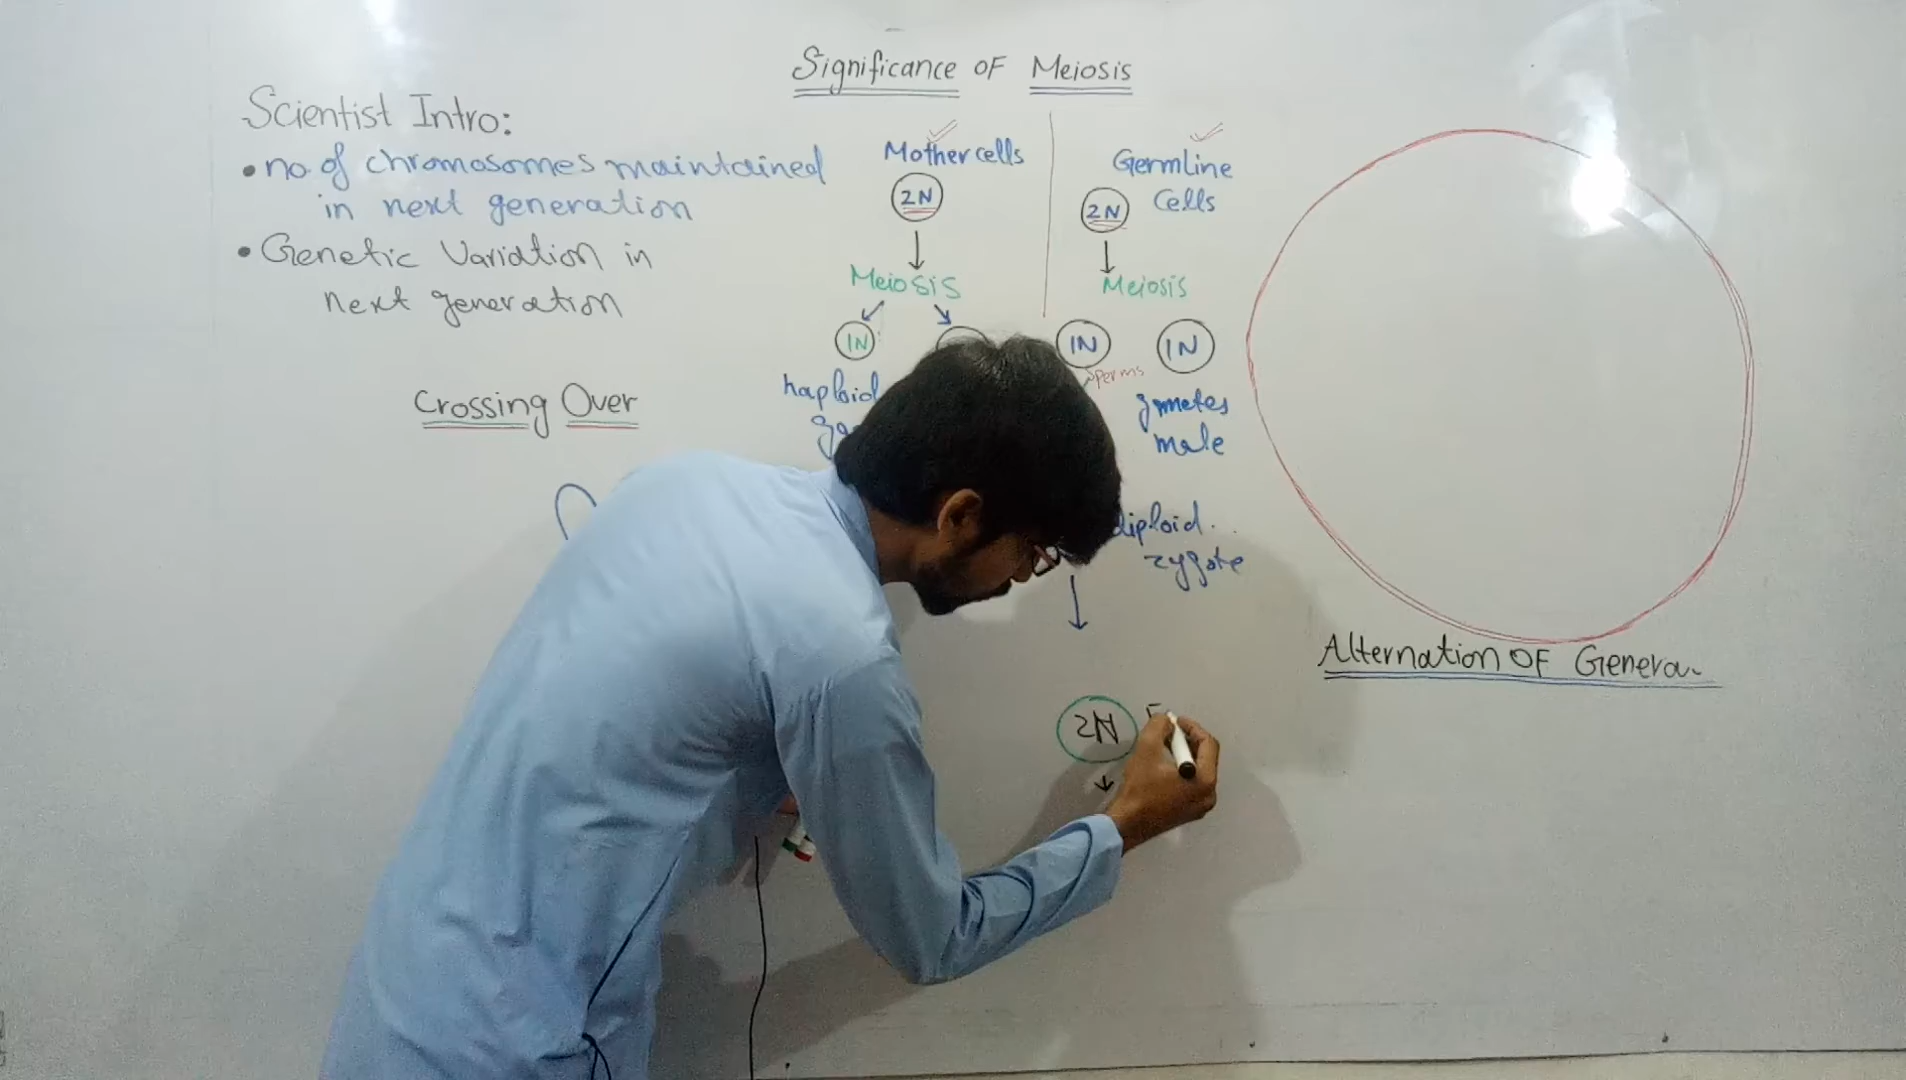 Significance OF Meiosis
Scientist Intro:
• no. of chromosomes maintained
in next generation
• Genetic Variation in
next generation
Crossing Over
Mother cells
2N
Meiosis
1N
haploid
Germline
Cells
2N
Meiosis
1N
1N
sperms
gmetes
male
diploid
zygote
2N
Alternation OF Genera